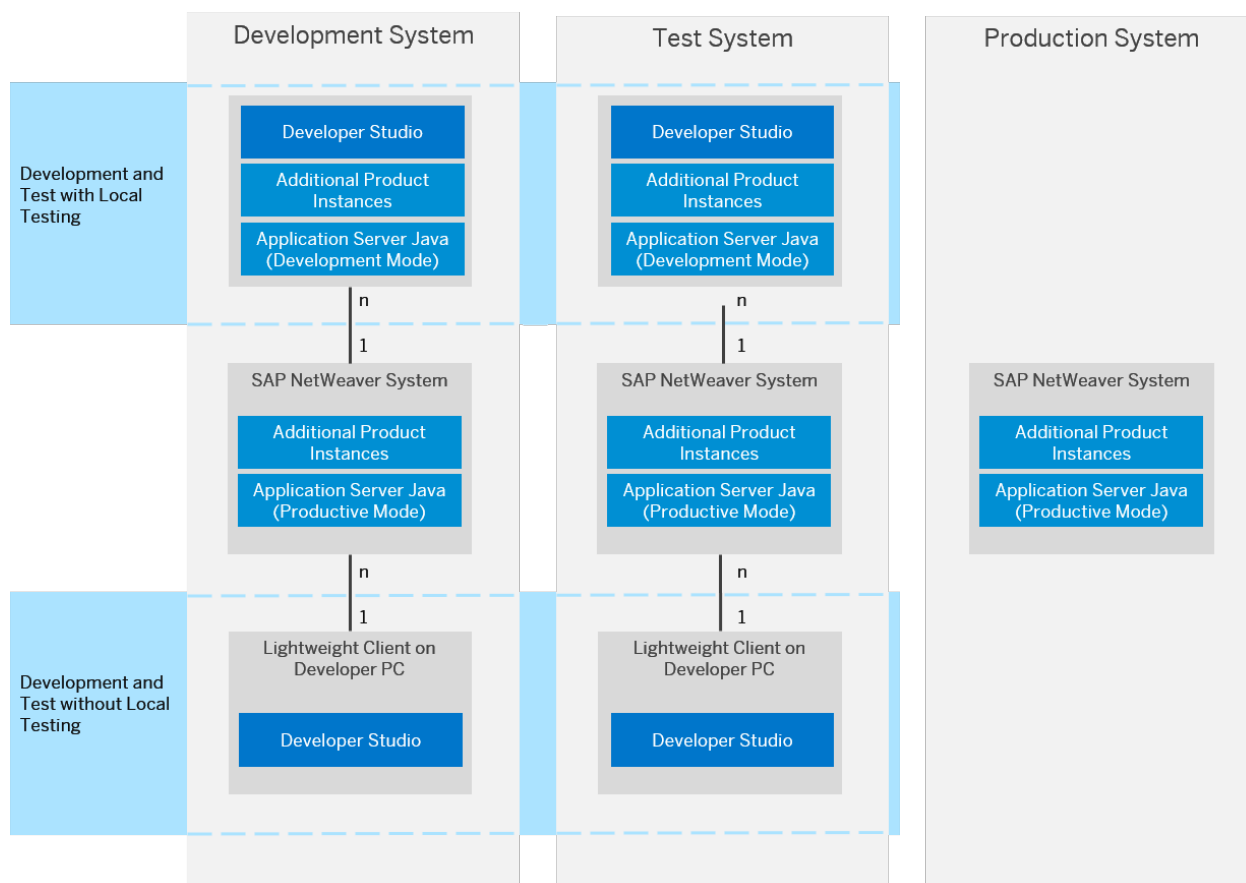 Development System
Test System
Production System
Development and
Test with Local
Testing
Developer Studio
Additional Product
Instances
Application Server Java
(Development Mode)
Developer Studio
Additional Product
Instances
Application Server Java
(Development Mode)
n
1
n
1
SAP NetWeaver System
Additional Product
Instances
Application Server Java
(Productive Mode)
SAP NetWeaver System
Additional Product
Instances
Application Server Java
(Productive Mode)
SAP NetWeaver System
Additional Product
Instances
Application Server Java
(Productive Mode)
n
1
n
1
Development and
Test without Local
Testing
Lightweight Client on
Developer PC
Developer Studio
Lightweight Client on
Developer PC
Developer Studio